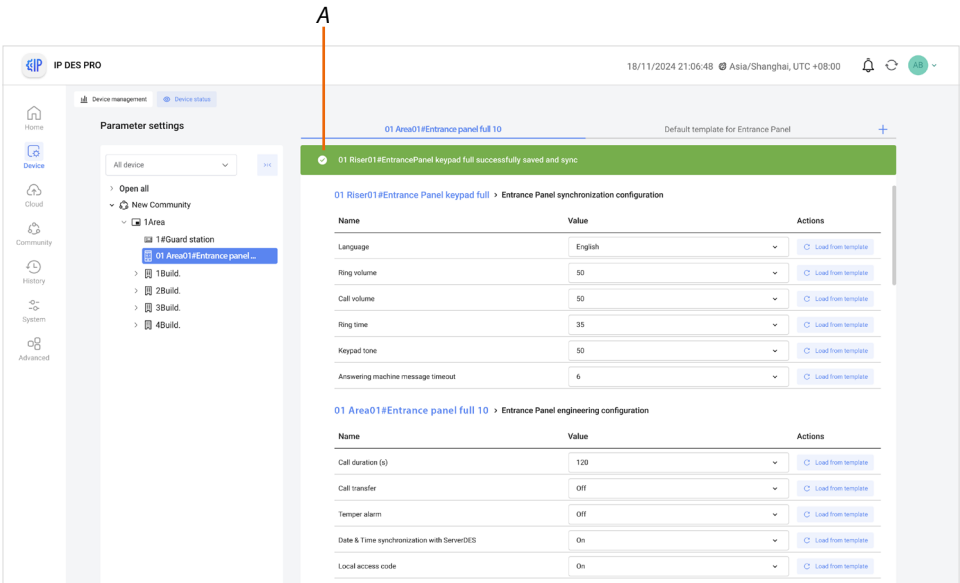 A
IP
IP DES PRO
18/11/2024 21:06:48 Asia/Shanghai, UTC +08:00
AB
Device management
Device status
Home
Device
Cloud
Community
History
System
Advanced
Parameter settings
All device
Open all
New Community
1Area
1#Guard station
01 Area01#Entrance panel ...
1Build.
2Build.
3Build.
4Build.
01 Area01#Entrance panel full 10
Default template for Entrance Panel
+
01 Riser01#EntrancePanel keypad full successfully saved and sync
01 Riser01#Entrance Panel keypad full > Entrance Panel synchronization configuration
Name Value Actions
Language English Load from template
Ring volume 50 Load from template
Call volume 50 Load from template
Ring time 35 Load from template
Keypad tone 50 Load from template
Answering machine message timeout 6 Load from template
01 Area01#Entrance panel full 10 > Entrance Panel engineering configuration
Name Value Actions
Call duration (s) 120 Load from template
Call transfer Off Load from template
Temper alarm Off Load from template
Date & Time synchronization with ServerDES On Load from template
Local access code On Load from template